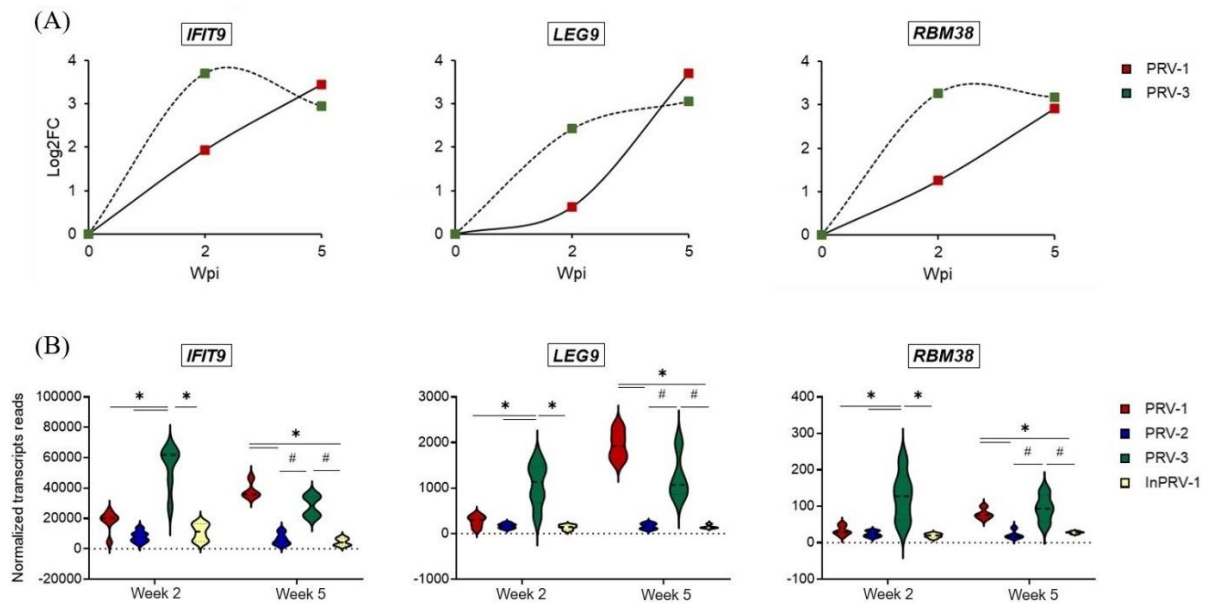 (A)
IFIT9
LEG9
RBM38
Log2FC
4
3
2
1
0
0 2 5
Wpi
4
3
2
1
0
0 2 5
Wpi
4
3
2
1
0
0 2 5
Wpi
PRV-1
PRV-3
(B)
IFIT9
LEG9
RBM38
Normalized transcripts reads
100000
80000
60000
40000
20000
0
-20000
* *
*
# #
Week 2 Week 5
3000
2000
1000
0
-1000
* *
*
# #
Week 2 Week 5
400
300
200
100
0
-100
* *
*
# #
Week 2 Week 5
PRV-1
PRV-2
PRV-3
InPRV-1